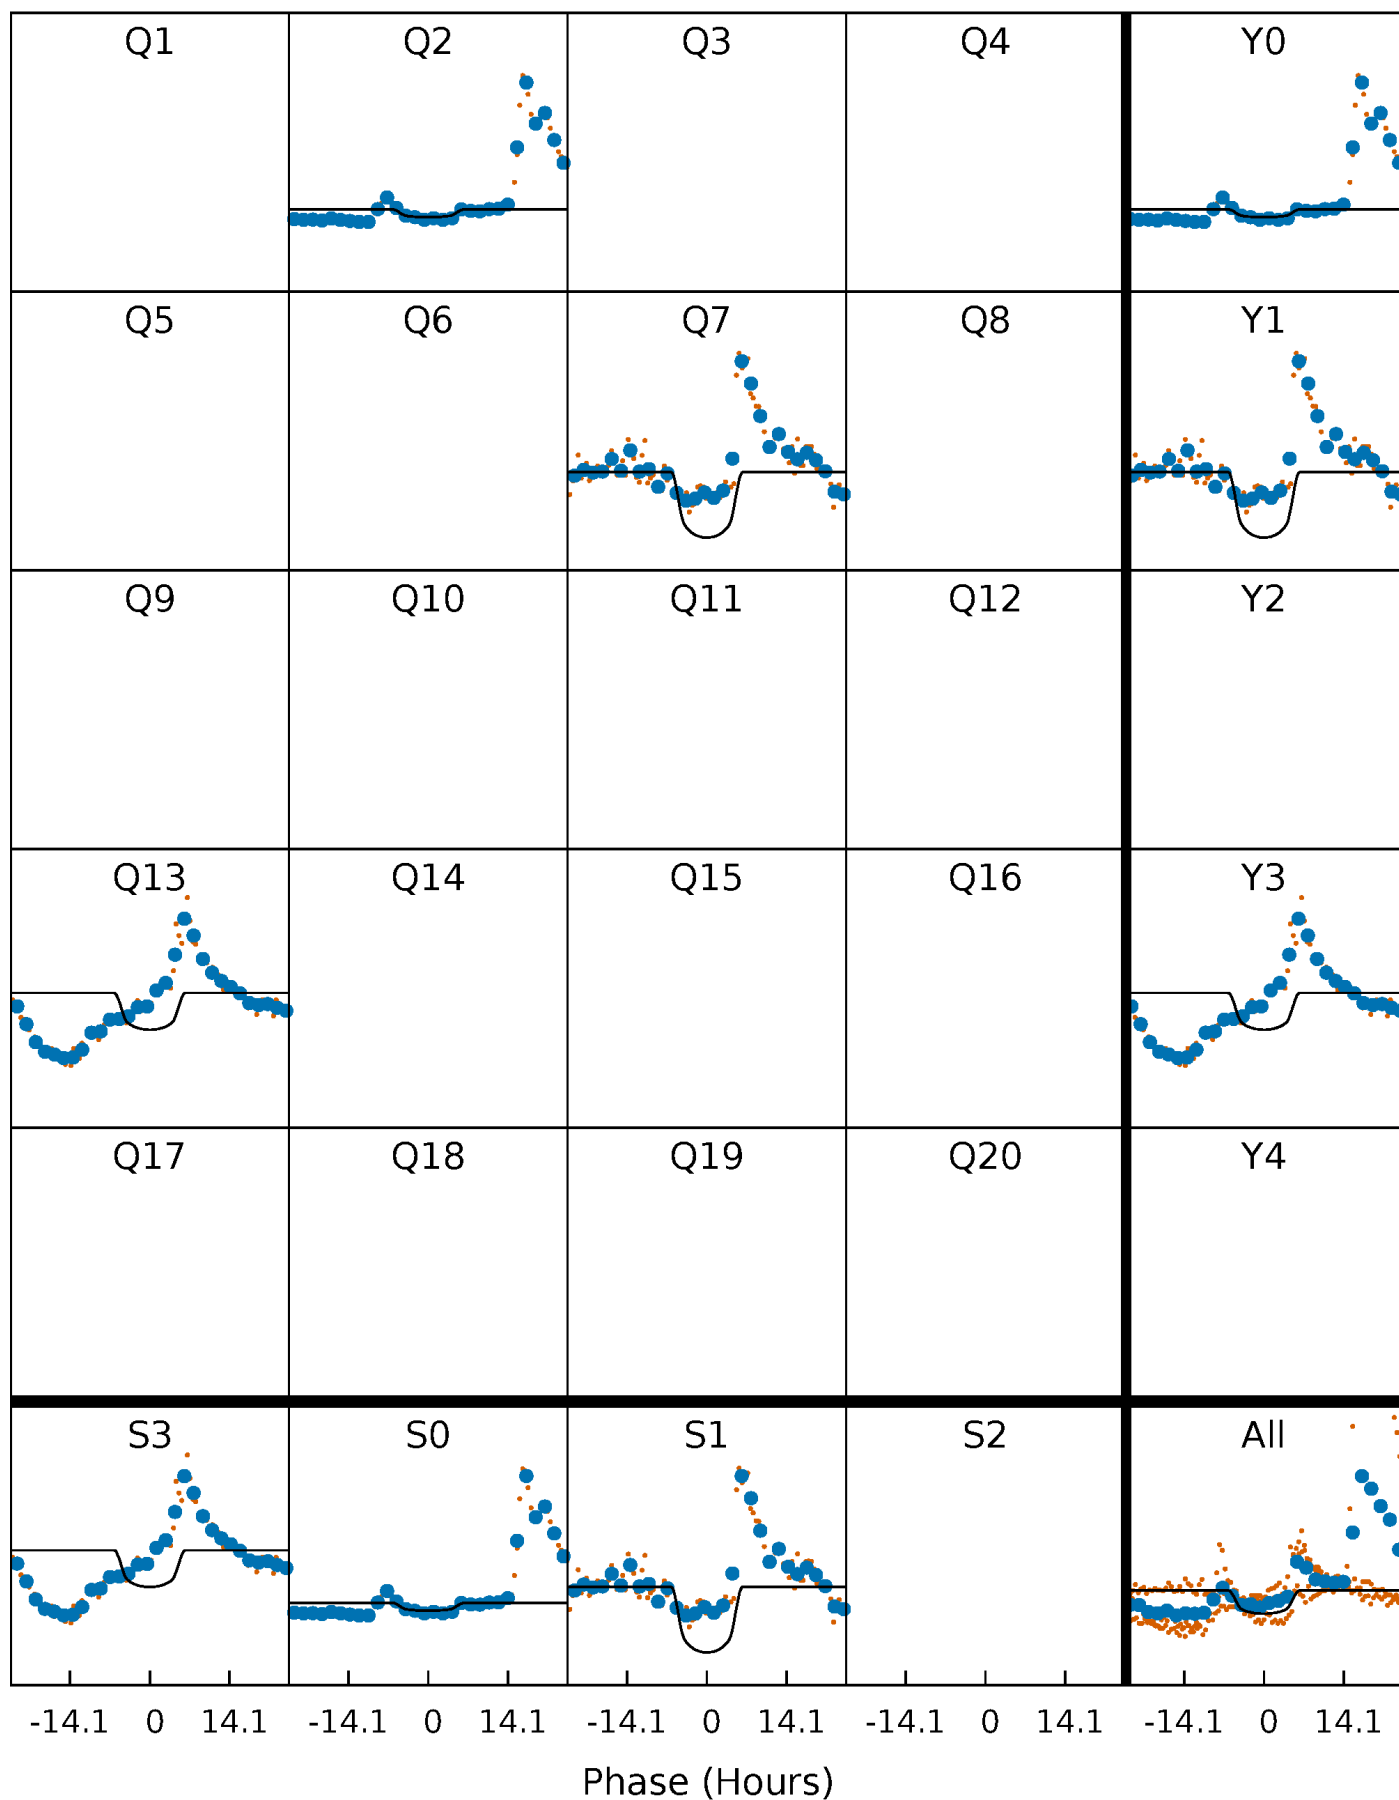 Q1 Q2 Q3 Q4 Y0
Q5 Q6 Q7 Q8 Y1
Q9 Q10 Q11 Q12 Y2
Q13 Q14 Q15 Q16 Y3
Q17 Q18 Q19 Q20 Y4
S3 S0 S1 S2 All
-14.1 0 14.1 -14.1 0 14.1 -14.1 0 14.1 -14.1 0 14.1 -14.1 0 14.1
Phase (Hours)